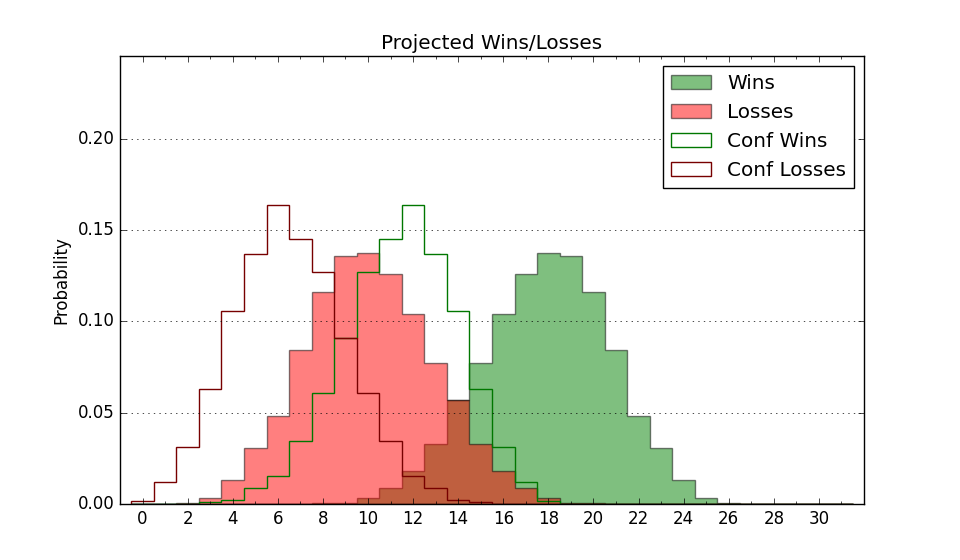 Projected Wins/Losses
Wins
Losses
Conf Wins
Conf Losses
Probability
0.20
0.15
0.10
0.05
0.00
0 2 4 6 8 10 12 14 16 18 20 22 24 26 28 30